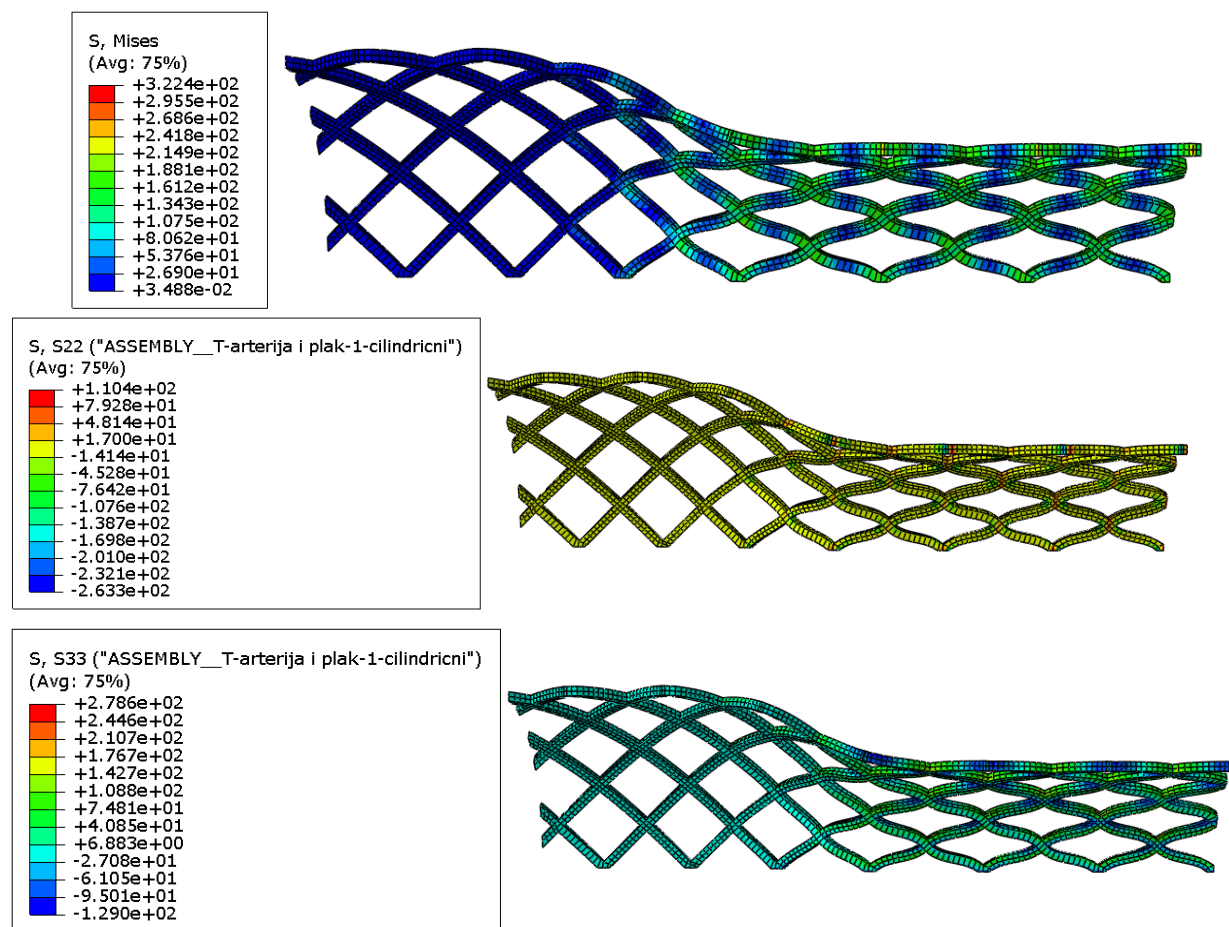 S, Mises
(Avg: 75%)
+3.224e+02
+2.955e+02
+2.686e+02
+2.418e+02
+2.149e+02
+1.881e+02
+1.612e+02
+1.343e+02
+1.075e+02
+8.062e+01
+5.376e+01
+2.690e+01
+3.488e-02
S, S22 ("ASSEMBLY__T-arterija i plak-1-cilindricni")
(Avg: 75%)
+1.104e+02
+7.928e+01
+4.814e+01
+1.700e+01
-1.414e+01
-4.528e+01
-7.642e+01
-1.076e+02
-1.387e+02
-1.698e+02
-2.010e+02
-2.321e+02
-2.633e+02
S, S33 ("ASSEMBLY__T-arterija i plak-1-cilindricni")
(Avg: 75%)
+2.786e+02
+2.446e+02
+2.107e+02
+1.767e+02
+1.427e+02
+1.088e+02
+7.481e+01
+4.085e+01
+6.883e+00
-2.708e+01
-6.105e+01
-9.501e+01
-1.290e+02